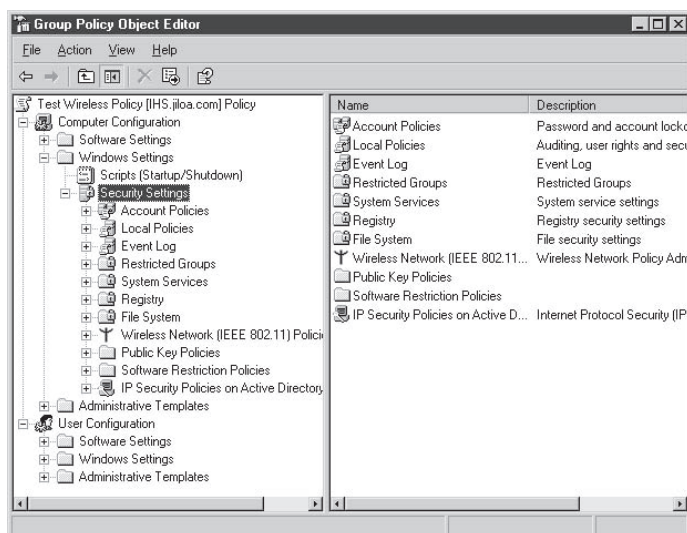 Group Policy Object Editor
File Action View Help
Test Wireless Policy [IHS.jiloa.com] Policy
Computer Configuration
Software Settings
Windows Settings
Scripts (Startup/Shutdown)
Security Settings
Account Policies
Local Policies
Event Log
Restricted Groups
System Services
Registry
File System
Wireless Network (IEEE 802.11) Polici
Public Key Policies
Software Restriction Policies
IP Security Policies on Active Directory
Administrative Templates
User Configuration
Software Settings
Windows Settings
Administrative Templates
Name Description
Account Policies Password and account locko
Local Policies Auditing, user rights and secu
Event Log Event Log
Restricted Groups Restricted Groups
System Services System service settings
Registry Registry security settings
File System File security settings
Wireless Network (IEEE 802.11... Wireless Network Policy Adm
Public Key Policies
Software Restriction Policies
IP Security Policies on Active D... Internet Protocol Security (IP